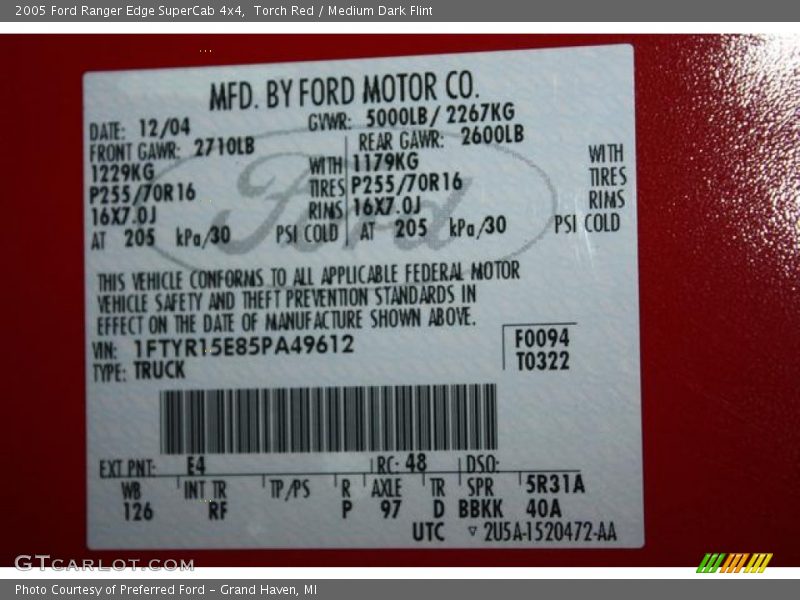 2005 Ford Ranger Edge SuperCab 4x4,  Torch Red / Medium Dark Flint
MFD. BY FORD MOTOR CO.
DATE: 12/04 GVWR: 5000LB/ 2267KG
FRONT GAWR: 2710LB REAR GAWR: 2600LB
1229KG WITH 1179KG WITH
P255/70R16 TIRES P255/70R16 TIRES
16X7.0J RIMS 16X7.0J RIMS
AT 205 kPa/30 PSI COLD AT 205 kPa/30 PSI COLD
Ford
THIS VEHICLE CONFORMS TO ALL APPLICABLE FEDERAL MOTOR
VEHICLE SAFETY AND THEFT PREVENTION STANDARDS IN
EFFECT ON THE DATE OF MANUFACTURE SHOWN ABOVE.
VIN: 1FTYR15E85PA49612 F0094
TYPE: TRUCK T0322
EXT PNT: E4 RC: 48 DSO:
WB INT TR TP/PS R AXLE TR SPR 5R31A
126 RF P 97 D BBKK 40A
UTC ▽ 2U5A-1520472-AA
GTCARLOT.COM
Photo Courtesy of Preferred Ford - Grand Haven, MI